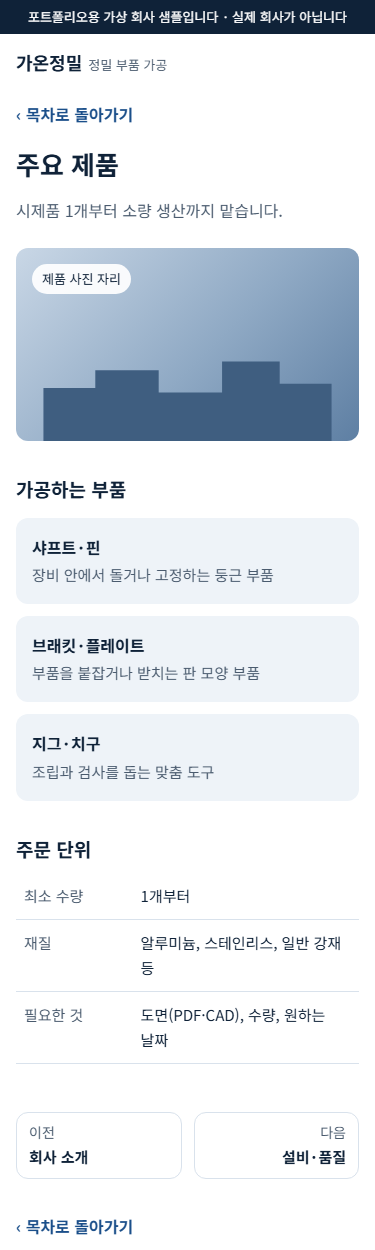 포트폴리오용 가상 회사 샘플입니다 · 실제 회사가 아닙니다
가온정밀 정밀 부품 가공
‹ 목차로 돌아가기
주요 제품
시제품 1개부터 소량 생산까지 맡습니다.
제품 사진 자리
가공하는 부품
샤프트·핀
장비 안에서 돌거나 고정하는 둥근 부품
브래킷·플레이트
부품을 붙잡거나 받치는 판 모양 부품
지그·치구
조립과 검사를 돕는 맞춤 도구
주문 단위
최소 수량 1개부터
재질 알루미늄, 스테인리스, 일반 강재
등
필요한 것 도면(PDF·CAD), 수량, 원하는
날짜
이전 다음
회사 소개 설비·품질
‹ 목차로 돌아가기